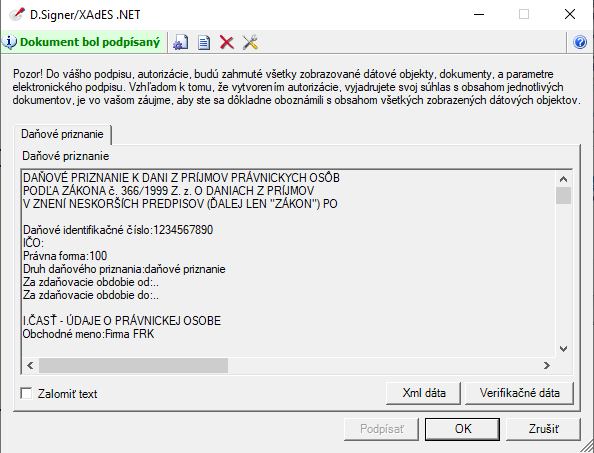 D.Signer/XAdES .NET
Dokument bol podpísaný
Pozor! Do vášho podpisu, autorizácie, budú zahrnuté všetky zobrazované dátové objekty, dokumenty, a parametre
elektronického podpisu. Vzhľadom k tomu, že vytvorením autorizácie, vyjadrujete svoj súhlas s obsahom jednotlivých
dokumentov, je vo vašom záujme, aby ste sa dôkladne oboznámili s obsahom všetkých zobrazených dátových objektov.
Daňové priznanie
Daňové priznanie
DAŇOVÉ PRIZNANIE K DANI Z PRÍJMOV PRÁVNICKYCH OSÔB
PODĽA ZÁKONA č. 366/1999 Z. z. O DANIACH Z PRÍJMOV
V ZNENÍ NESKORŠÍCH PREDPISOV (ĎALEJ LEN "ZÁKON") PO
Daňové identifikačné číslo:1234567890
IČO:
Právna forma:100
Druh daňového priznania:daňové priznanie
Za zdaňovacie obdobie od:..
Za zdaňovacie obdobie do:..
I.ČASŤ - ÚDAJE O PRÁVNICKEJ OSOBE
Obchodné meno:Firma FRK
Zalomiť text
Xml dáta
Verifikačné dáta
Podpísať
OK
Zrušiť